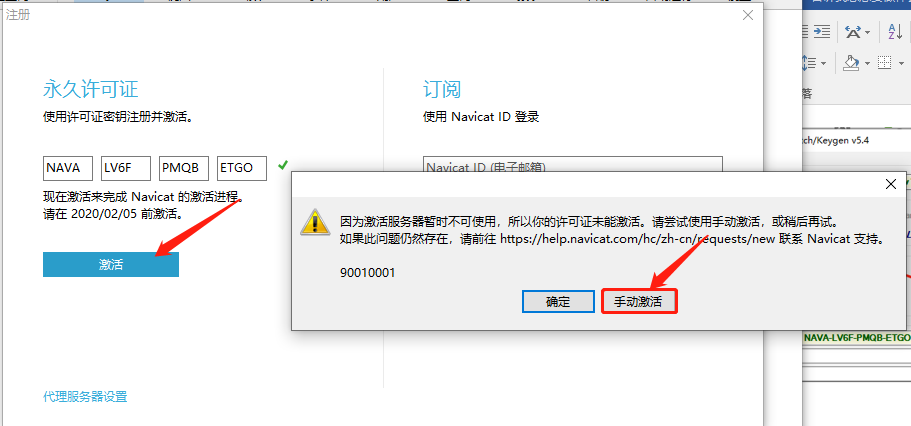 注册
永久许可证
使用许可证密钥注册并激活。
NAVA LV6F PMQB ETGO
现在激活来完成 Navicat 的激活进程。
请在 2020/02/05 前激活。
激活
代理服务器设置
订阅
使用 Navicat ID 登录
Navicat ID (电子邮箱)
因为激活服务器暂时不可使用，所以你的许可证未能激活。请尝试使用手动激活，或稍后再试。
如果此问题仍然存在，请前往 https://help.navicat.com/hc/zh-cn/requests/new 联系 Navicat 支持。
90010001
确定
手动激活
落
tch/Keygen v5.4
NAVA-LV6F-PMQB-ETGO